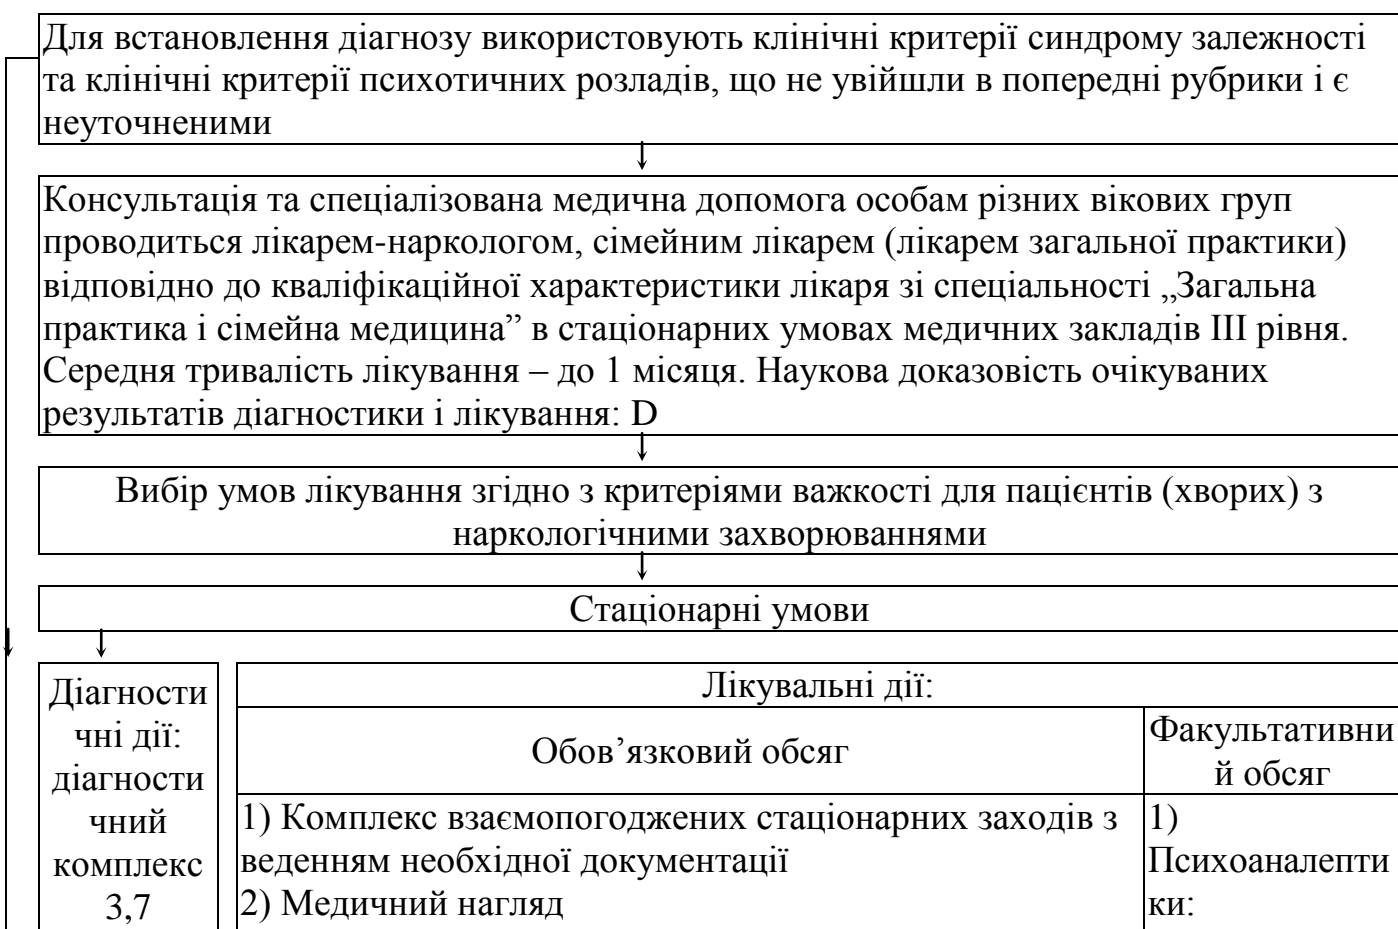 Для встановлення діагнозу використовують клінічні критерії синдрому залежності
та клінічні критерії психотичних розладів, що не увійшли в попередні рубрики і є
неуточненими
Консультація та спеціалізована медична допомога особам різних вікових груп
проводиться лікарем-наркологом, сімейним лікарем (лікарем загальної практики)
відповідно до кваліфікаційної характеристики лікаря зі спеціальності „Загальна
практика і сімейна медицина” в стаціонарних умовах медичних закладів ІІІ рівня.
Середня тривалість лікування – до 1 місяця. Наукова доказовість очікуваних
результатів діагностики і лікування: D
Вибір умов лікування згідно з критеріями важкості для пацієнтів (хворих) з
наркологічними захворюваннями
Стаціонарні умови
Діагности
чні дії:
діагности
чний
комплекс
3,7
Лікувальні дії:
Обов’язковий обсяг
Факультативни
й обсяг
1) Комплекс взаємопогоджених стаціонарних заходів з
веденням необхідної документації
2) Медичний нагляд
1)
Психоаналепти
ки: